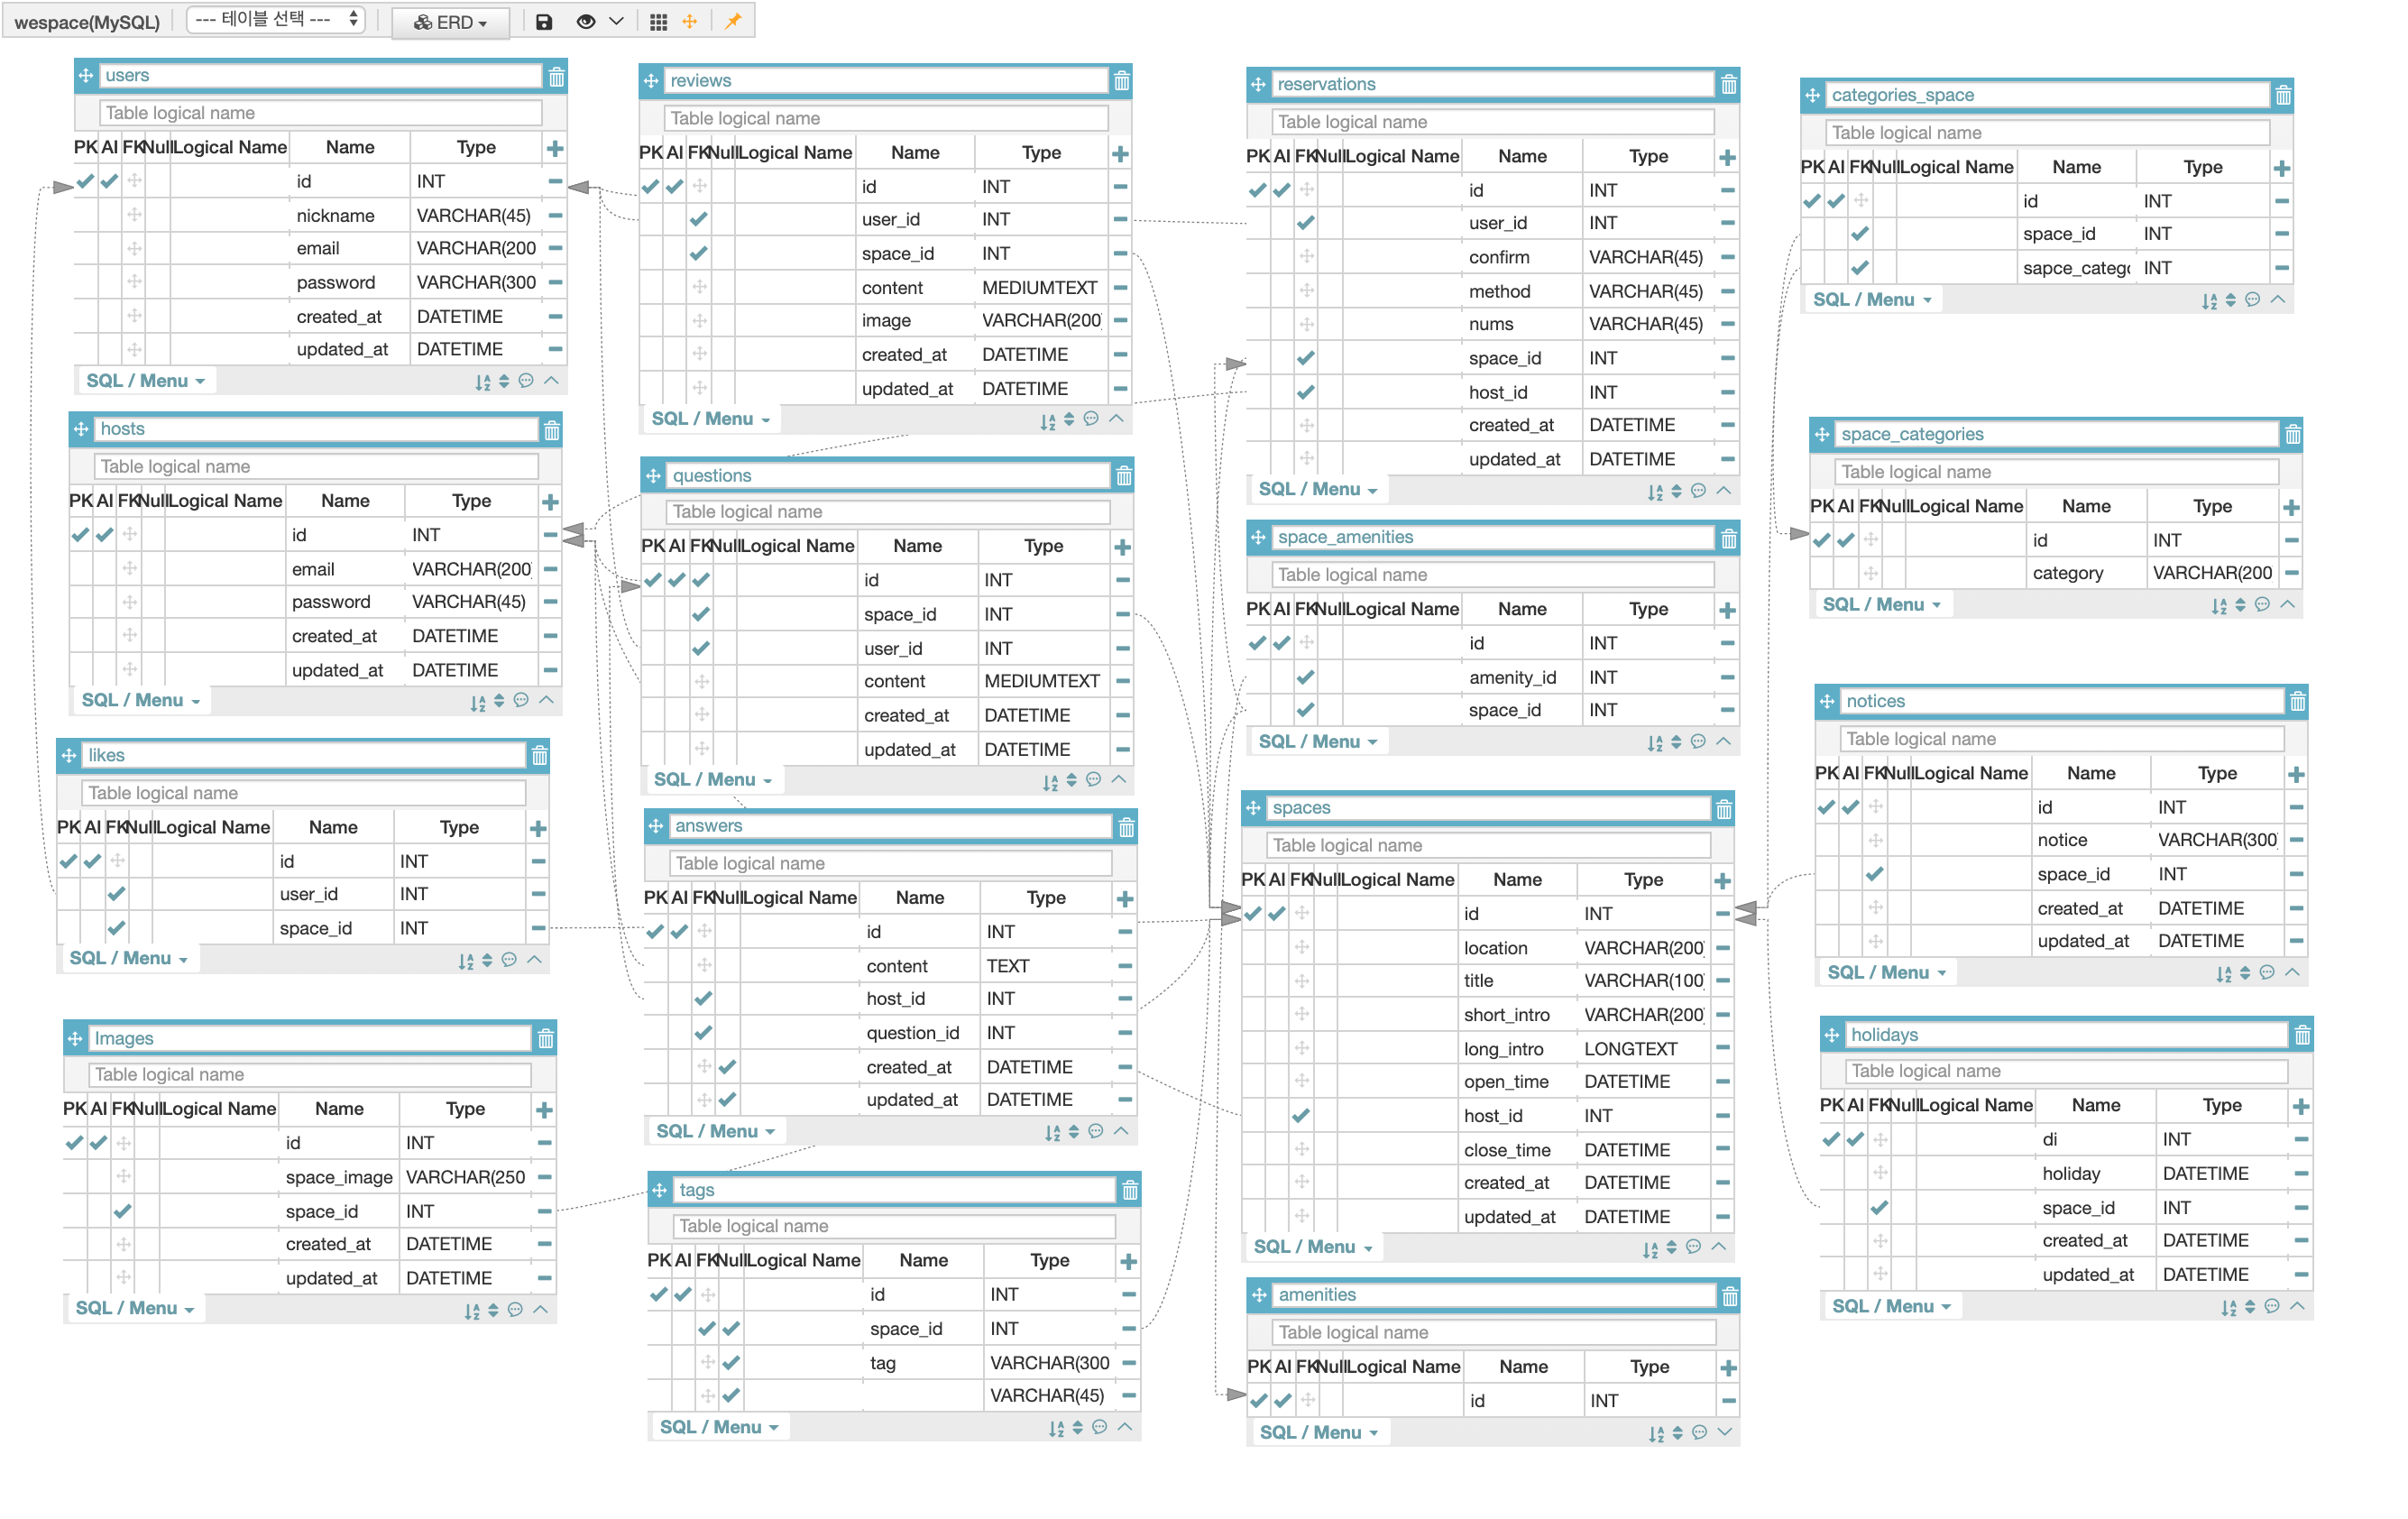 wespace(MySQL) --- 테이블 선택 --- ERD
users
Table logical name
PK AI FK Null Logical Name Name Type
id INT
nickname VARCHAR(45)
email VARCHAR(200
password VARCHAR(300
created_at DATETIME
updated_at DATETIME
SQL / Menu
hosts
Table logical name
PK AI FK Null Logical Name Name Type
id INT
email VARCHAR(200)
password VARCHAR(45)
created_at DATETIME
updated_at DATETIME
SQL / Menu
likes
Table logical name
PK AI FK Null Logical Name Name Type
id INT
user_id INT
space_id INT
SQL / Menu
Images
Table logical name
PK AI FK Null Logical Name Name Type
id INT
space_image VARCHAR(250
space_id INT
created_at DATETIME
updated_at DATETIME
SQL / Menu
reviews
Table logical name
PK AI FK Null Logical Name Name Type
id INT
user_id INT
space_id INT
content MEDIUMTEXT
image VARCHAR(200)
created_at DATETIME
updated_at DATETIME
SQL / Menu
questions
Table logical name
PK AI FK Null Logical Name Name Type
id INT
space_id INT
user_id INT
content MEDIUMTEXT
created_at DATETIME
updated_at DATETIME
SQL / Menu
answers
Table logical name
PK AI FK Null Logical Name Name Type
id INT
content TEXT
host_id INT
question_id INT
created_at DATETIME
updated_at DATETIME
SQL / Menu
tags
Table logical name
PK AI FK Null Logical Name Name Type
id INT
space_id INT
tag VARCHAR(300
VARCHAR(45)
SQL / Menu
reservations
Table logical name
PK AI FK Null Logical Name Name Type
id INT
user_id INT
confirm VARCHAR(45)
method VARCHAR(45)
nums VARCHAR(45)
space_id INT
host_id INT
created_at DATETIME
updated_at DATETIME
SQL / Menu
space_amenities
Table logical name
PK AI FK Null Logical Name Name Type
id INT
amenity_id INT
space_id INT
SQL / Menu
spaces
Table logical name
PK AI FK Null Logical Name Name Type
id INT
location VARCHAR(200)
title VARCHAR(100)
short_intro VARCHAR(200)
long_intro LONGTEXT
open_time DATETIME
host_id INT
close_time DATETIME
created_at DATETIME
updated_at DATETIME
SQL / Menu
amenities
Table logical name
PK AI FK Null Logical Name Name Type
id INT
SQL / Menu
categories_space
Table logical name
PK AI FK Null Logical Name Name Type
id INT
space_id INT
sapce_catego INT
SQL / Menu
space_categories
Table logical name
PK AI FK Null Logical Name Name Type
id INT
category VARCHAR(200
SQL / Menu
notices
Table logical name
PK AI FK Null Logical Name Name Type
id INT
notice VARCHAR(300)
space_id INT
created_at DATETIME
updated_at DATETIME
SQL / Menu
holidays
Table logical name
PK AI FK Null Logical Name Name Type
di INT
holiday DATETIME
space_id INT
created_at DATETIME
updated_at DATETIME
SQL / Menu